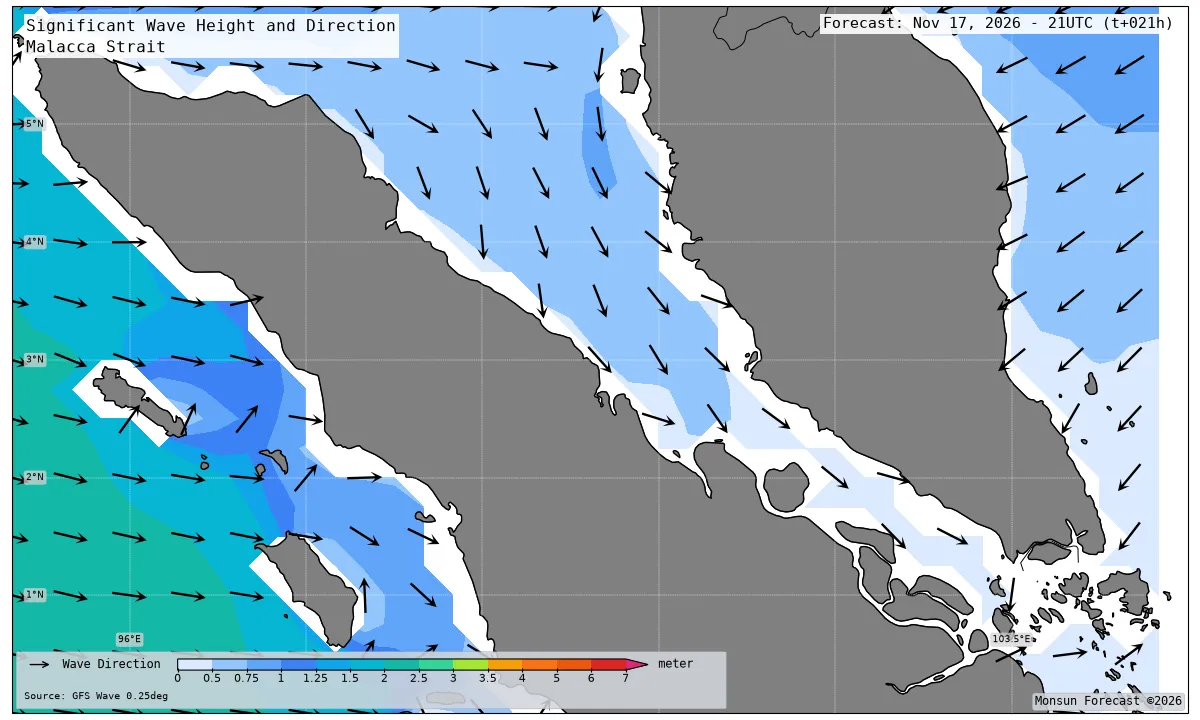 Significant Wave Height and Direction
Malacca Strait
Forecast: Nov 17, 2026 - 21UTC (t+021h)
5°N
4°N
3°N
2°N
1°N
96°E
103.5°E
Wave Direction
meter
0 0.5 0.75 1 1.25 1.5 2 2.5 3 3.5 4 5 6 7
Source: GFS Wave 0.25deg
Monsun Forecast ©2026